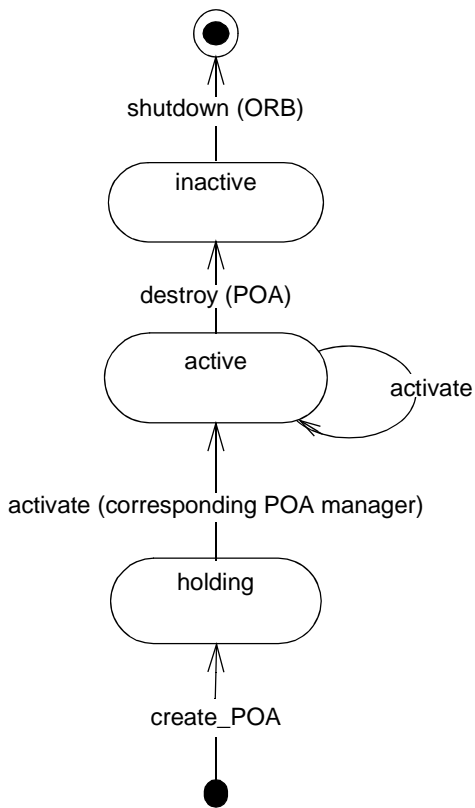 shutdown (ORB)
inactive
destroy (POA)
active
activate
activate (corresponding POA manager)
holding
create_POA